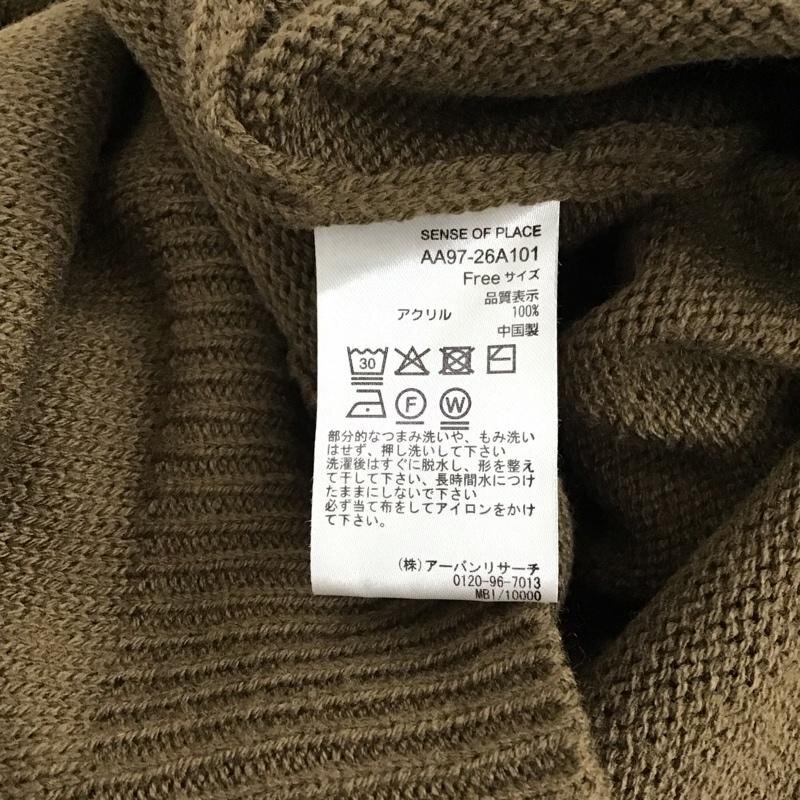 SENSE OF PLACE
AA97-26A101
Free サイズ
品質表示
アクリル 100%
中国製
30
F W
部分的なつまみ洗いや、もみ洗い
はせず、押し洗いして下さい
洗濯後はすぐに脱水し、形を整え
て干して下さい、長時間水につけ
たままにしないで下さい
必ず当て布をしてアイロンをかけ
て下さい。
(株)アーバンリサーチ
0120-96-7013
MBI/10000